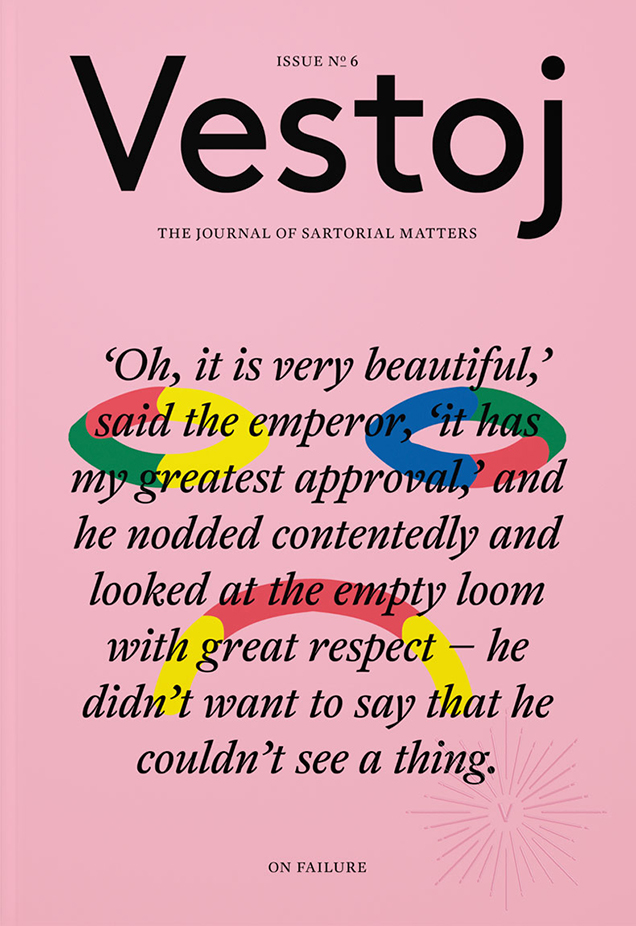 ISSUE Nº 6
Vestoj
THE JOURNAL OF SARTORIAL MATTERS
‘Oh, it is very beautiful,’
said the emperor, ‘it has
my greatest approval,’ and
he nodded contentedly and
looked at the empty loom
with great respect – he
didn’t want to say that he
couldn’t see a thing.
V
ON FAILURE